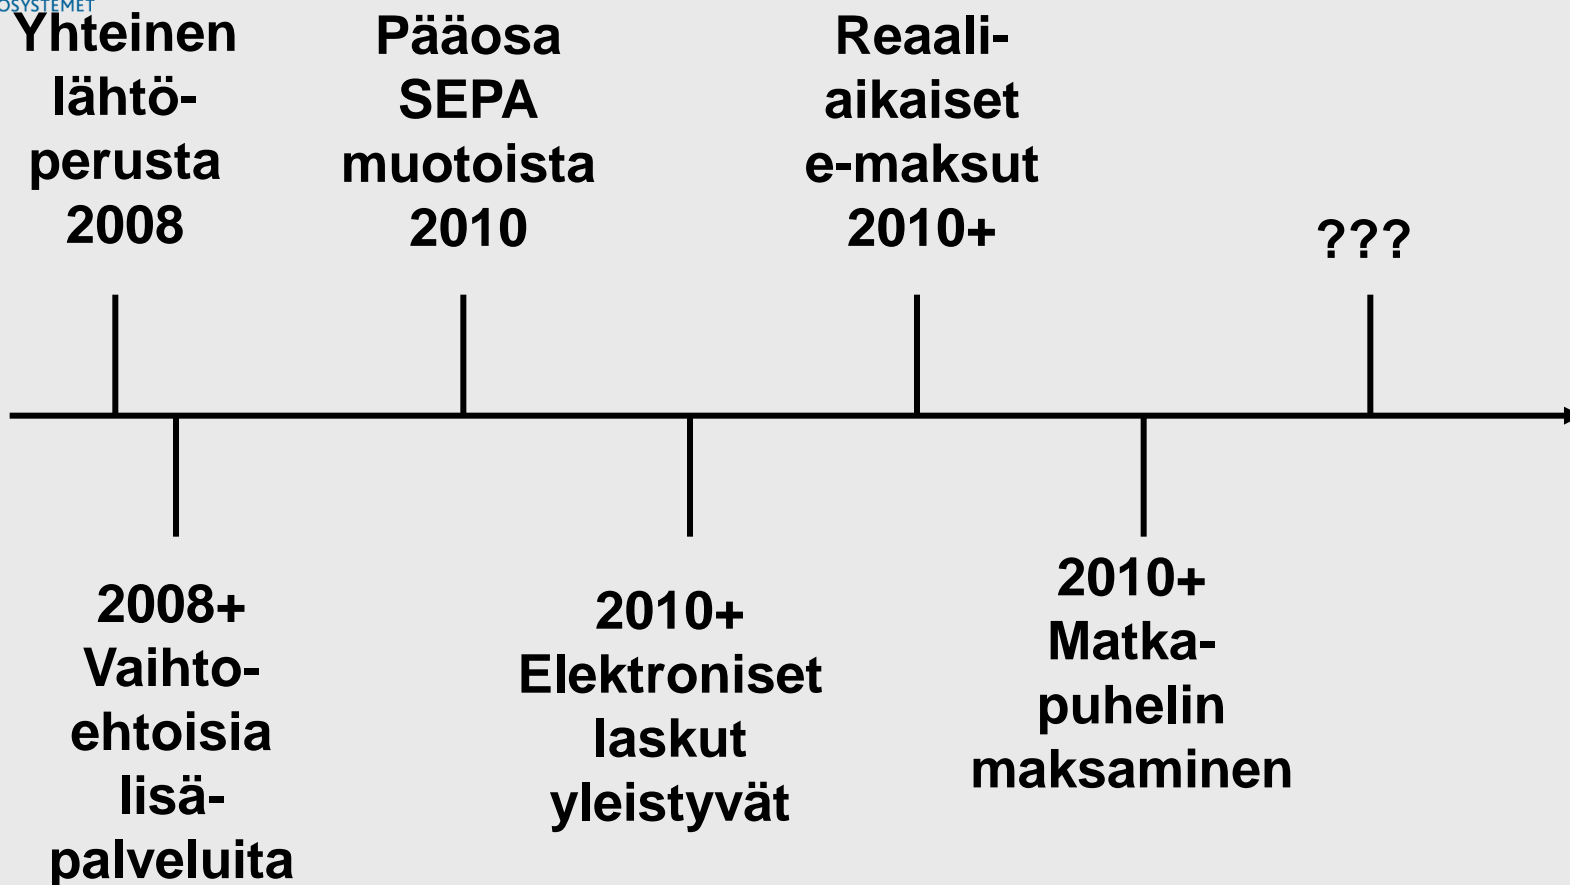 Yhteinen
lähtö-
perusta
2008
Pääosa
SEPA
muotoista
2010
Reaali-
aikaiset
e-maksut
2010+
???
2008+
Vaihto-
ehtoisia
lisä-
palveluita
2010+
Elektroniset
laskut
yleistyvät
2010+
Matka-
puhelin
maksaminen